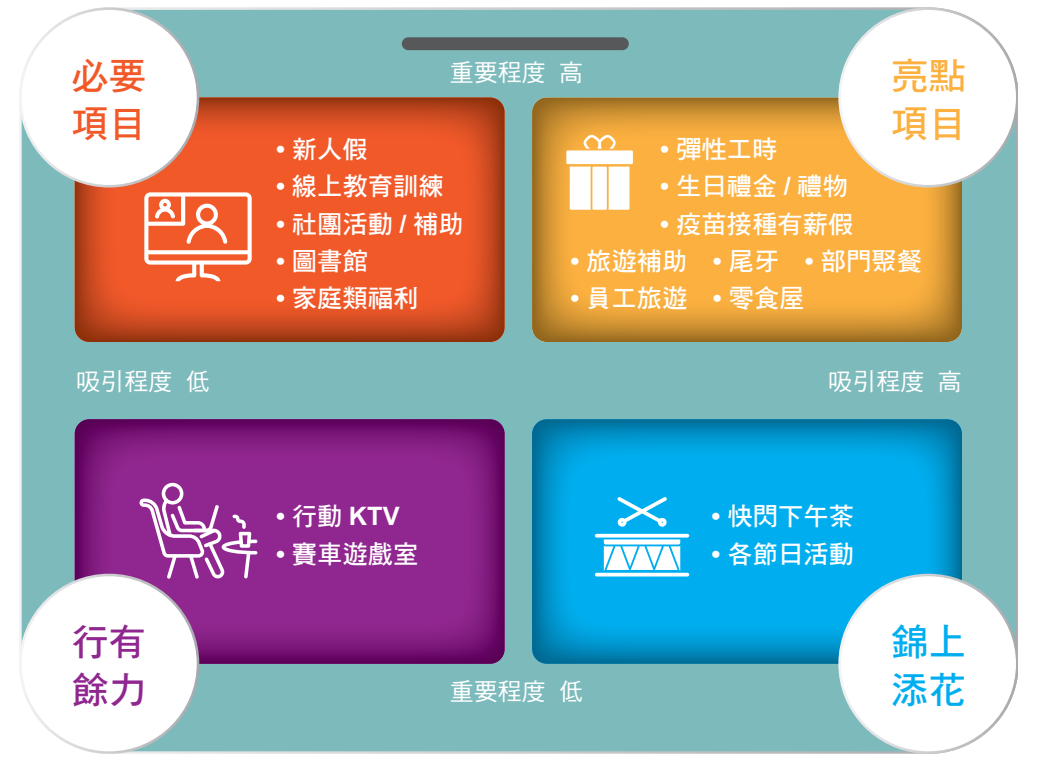 重要程度 高
必要
項目
• 新人假
• 線上教育訓練
• 社團活動 / 補助
• 圖書館
• 家庭類福利
亮點
項目
• 彈性工時
• 生日禮金 / 禮物
• 疫苗接種有薪假
• 旅遊補助 • 尾牙 • 部門聚餐
• 員工旅遊 • 零食屋
吸引程度 低
吸引程度 高
• 行動 KTV
• 賽車遊戲室
行有
餘力
• 快閃下午茶
• 各節日活動
錦上
添花
重要程度 低